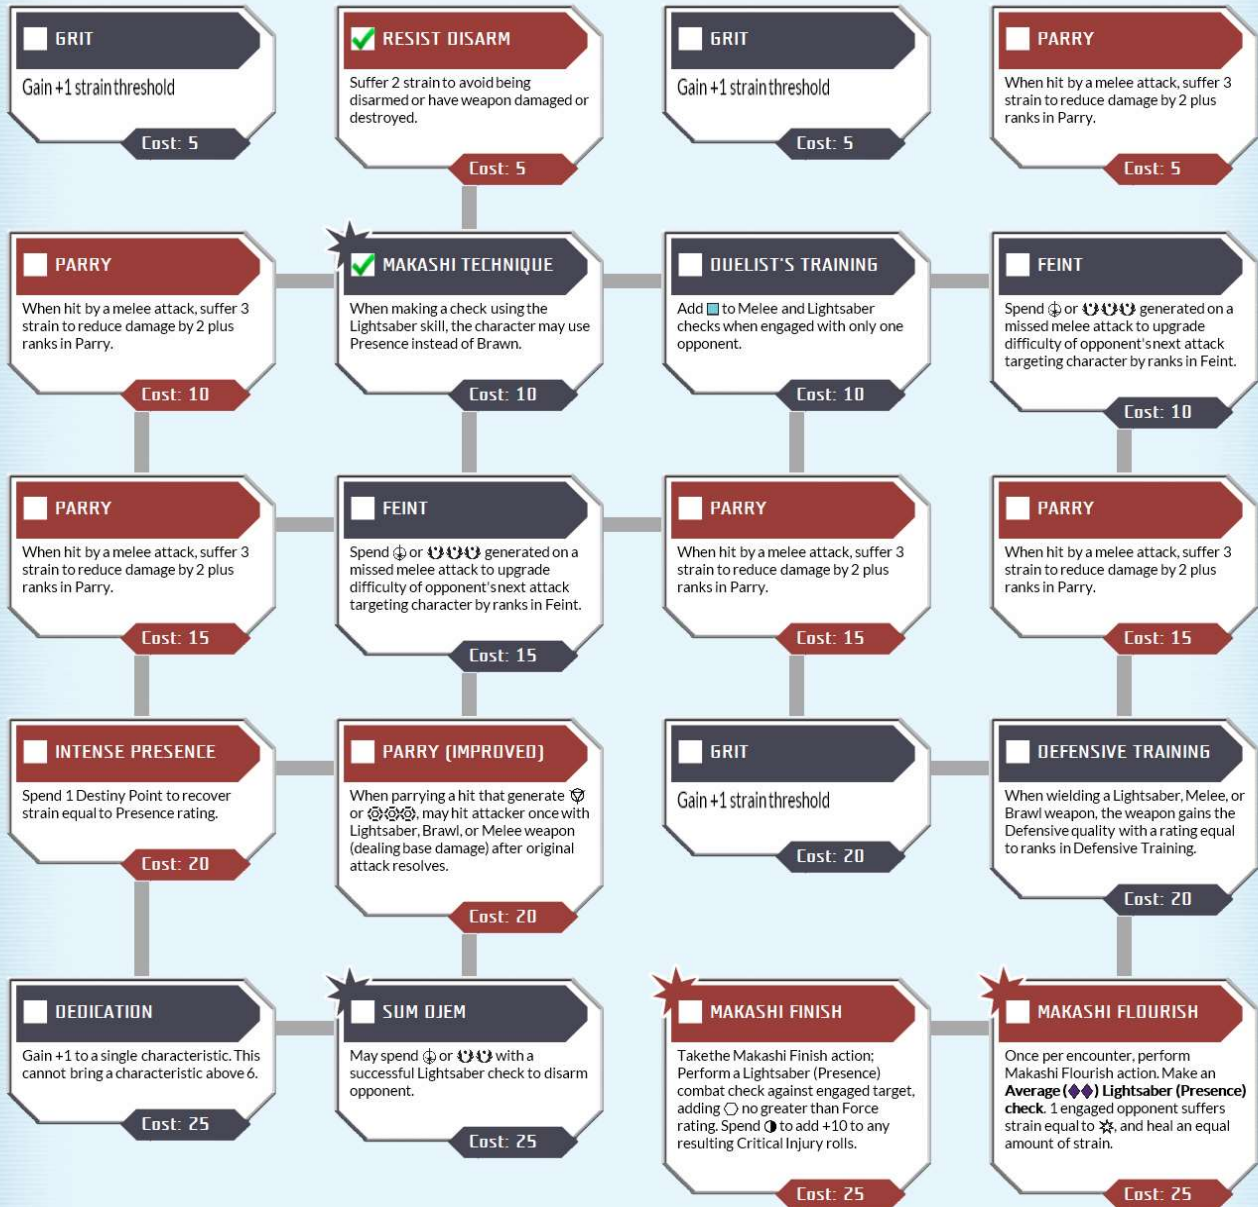 GRIT
Gain +1 strain threshold
Cost: 5
RESIST DISARM
Suffer 2 strain to avoid being
disarmed or have weapon damaged or
destroyed.
Cost: 5
GRIT
Gain +1 strain threshold
Cost: 5
PARRY
When hit by a melee attack, suffer 3
strain to reduce damage by 2 plus
ranks in Parry.
Cost: 5
PARRY
When hit by a melee attack, suffer 3
strain to reduce damage by 2 plus
ranks in Parry.
Cost: 10
MAKASHI TECHNIQUE
When making a check using the
Lightsaber skill, the character may use
Presence instead of Brawn.
Cost: 10
DUELIST'S TRAINING
Add to Melee and Lightsaber
checks when engaged with only one
opponent.
Cost: 10
FEINT
Spend or generated on a
missed melee attack to upgrade
difficulty of opponent's next attack
targeting character by ranks in Feint.
Cost: 10
PARRY
When hit by a melee attack, suffer 3
strain to reduce damage by 2 plus
ranks in Parry.
Cost: 15
FEINT
Spend or generated on a
missed melee attack to upgrade
difficulty of opponent's next attack
targeting character by ranks in Feint.
Cost: 15
PARRY
When hit by a melee attack, suffer 3
strain to reduce damage by 2 plus
ranks in Parry.
Cost: 15
PARRY
When hit by a melee attack, suffer 3
strain to reduce damage by 2 plus
ranks in Parry.
Cost: 15
INTENSE PRESENCE
Spend 1 Destiny Point to recover
strain equal to Presence rating.
Cost: 20
PARRY (IMPROVED)
When parrying a hit that generate
or , may hit attacker once with
Lightsaber, Brawl, or Melee weapon
(dealing base damage) after original
attack resolves.
Cost: 20
GRIT
Gain +1 strain threshold
Cost: 20
DEFENSIVE TRAINING
When wielding a Lightsaber, Melee, or
Brawl weapon, the weapon gains the
Defensive quality with a rating equal
to ranks in Defensive Training.
Cost: 20
DEDICATION
Gain +1 to a single characteristic. This
cannot bring a characteristic above 6.
Cost: 25
SUM DJEM
May spend or with a
successful Lightsaber check to disarm
opponent.
Cost: 25
MAKASHI FINISH
Takethe Makashi Finish action;
Perform a Lightsaber (Presence)
combat check against engaged target,
adding no greater than Force
rating. Spend to add +10 to any
resulting Critical Injury rolls.
Cost: 25
MAKASHI FLOURISH
Once per encounter, perform
Makashi Flourish action. Make an
Average (◆◆) Lightsaber (Presence)
check. 1 engaged opponent suffers
strain equal to , and heal an equal
amount of strain.
Cost: 25